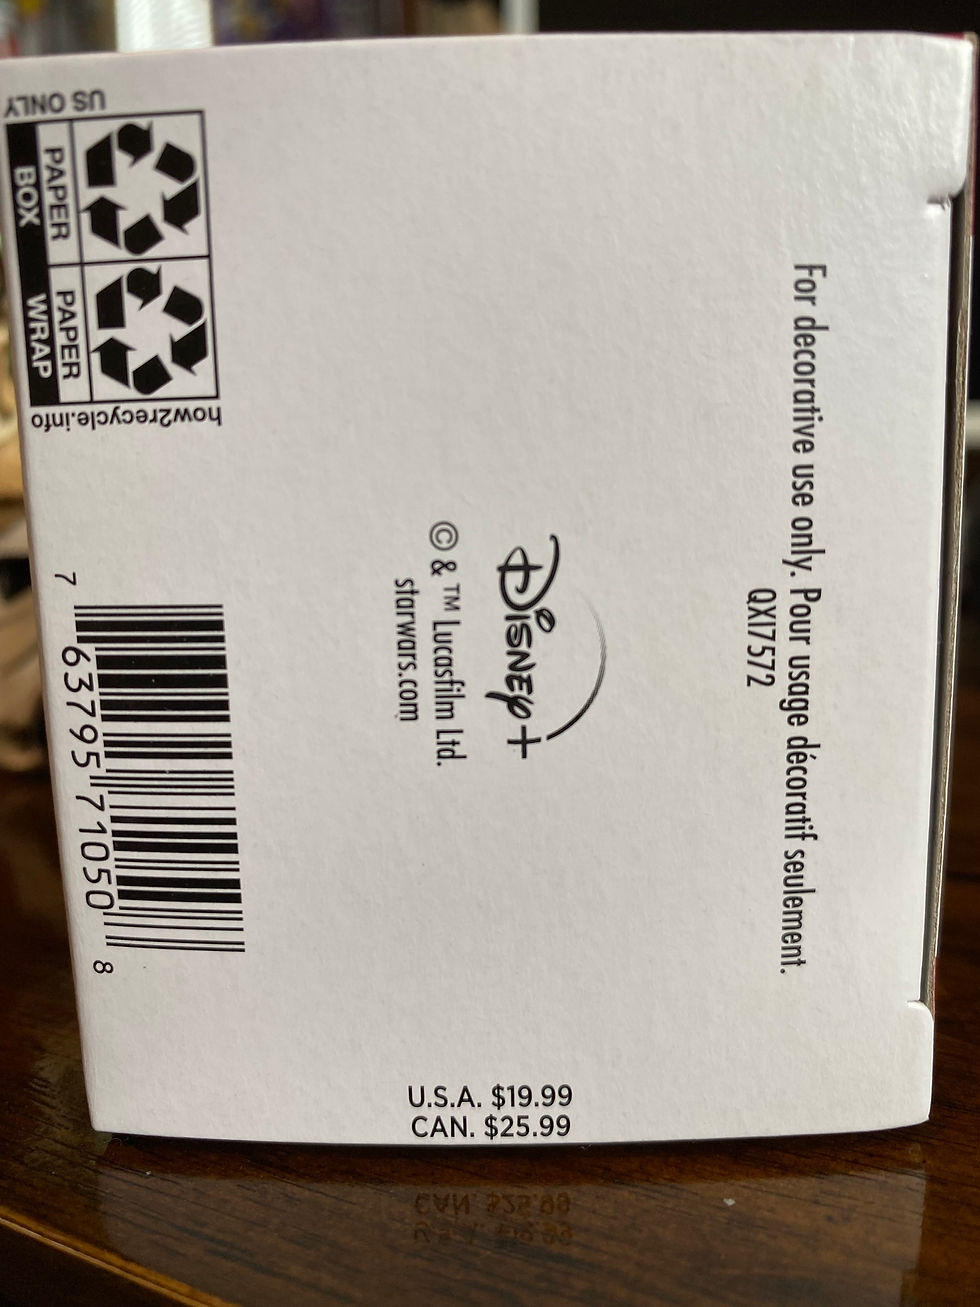 For decorative use only. Pour usage décoratif seulement.
QXI7572
Disney+
© & ™ Lucasfilm Ltd.
starwars.com
US ONLY
PAPER
BOX
PAPER
WRAP
how2recycle.info
7 63795 71050 8
U.S.A. $19.99
CAN. $25.99